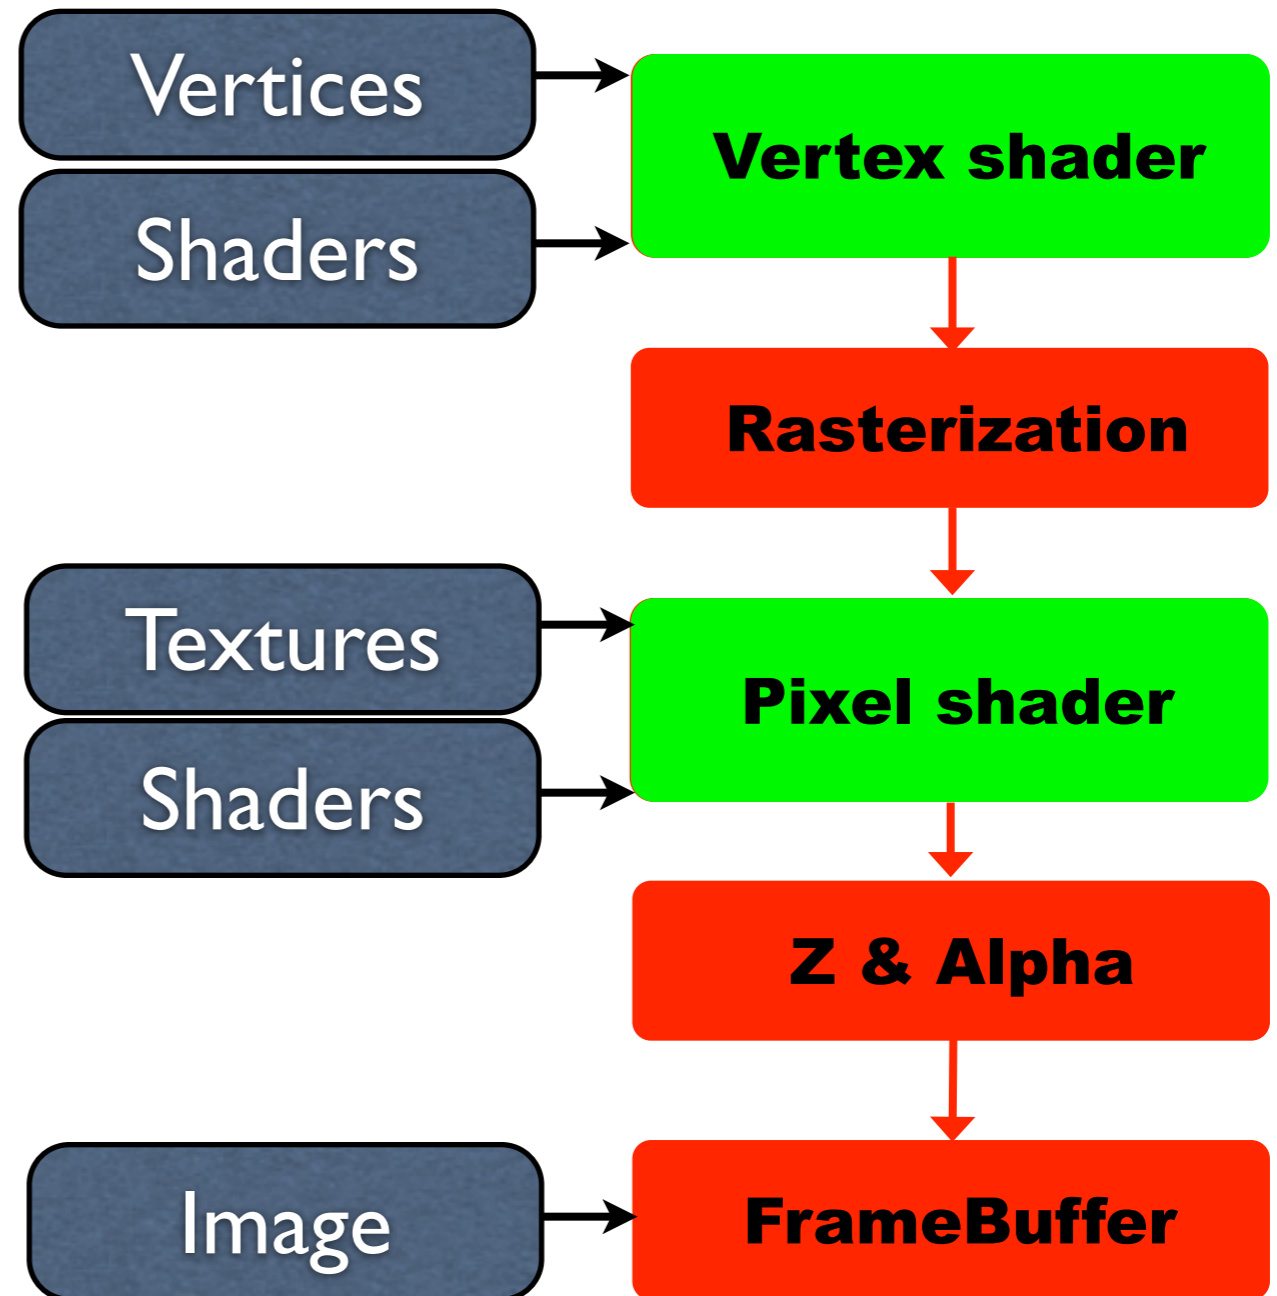 Vertices
Vertex shader
Shaders
Rasterization
Textures
Pixel shader
Shaders
Z & Alpha
Image
FrameBuffer